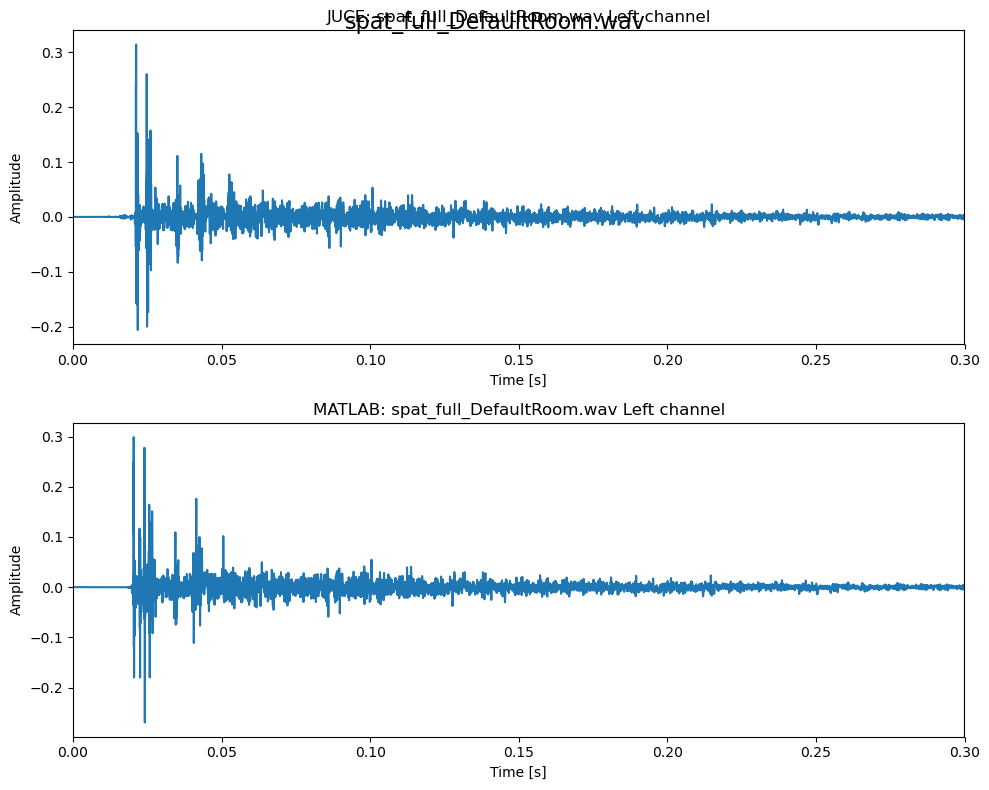 spat_full_DefaultRoom.wav
JUCE: spat_full_DefaultRoom.wav Left channel
0.3
0.2
0.1
0.0
−0.1
−0.2
Amplitude
0.00 0.05 0.10 0.15 0.20 0.25 0.30
Time [s]
MATLAB: spat_full_DefaultRoom.wav Left channel
0.3
0.2
0.1
0.0
−0.1
−0.2
Amplitude
0.00 0.05 0.10 0.15 0.20 0.25 0.30
Time [s]